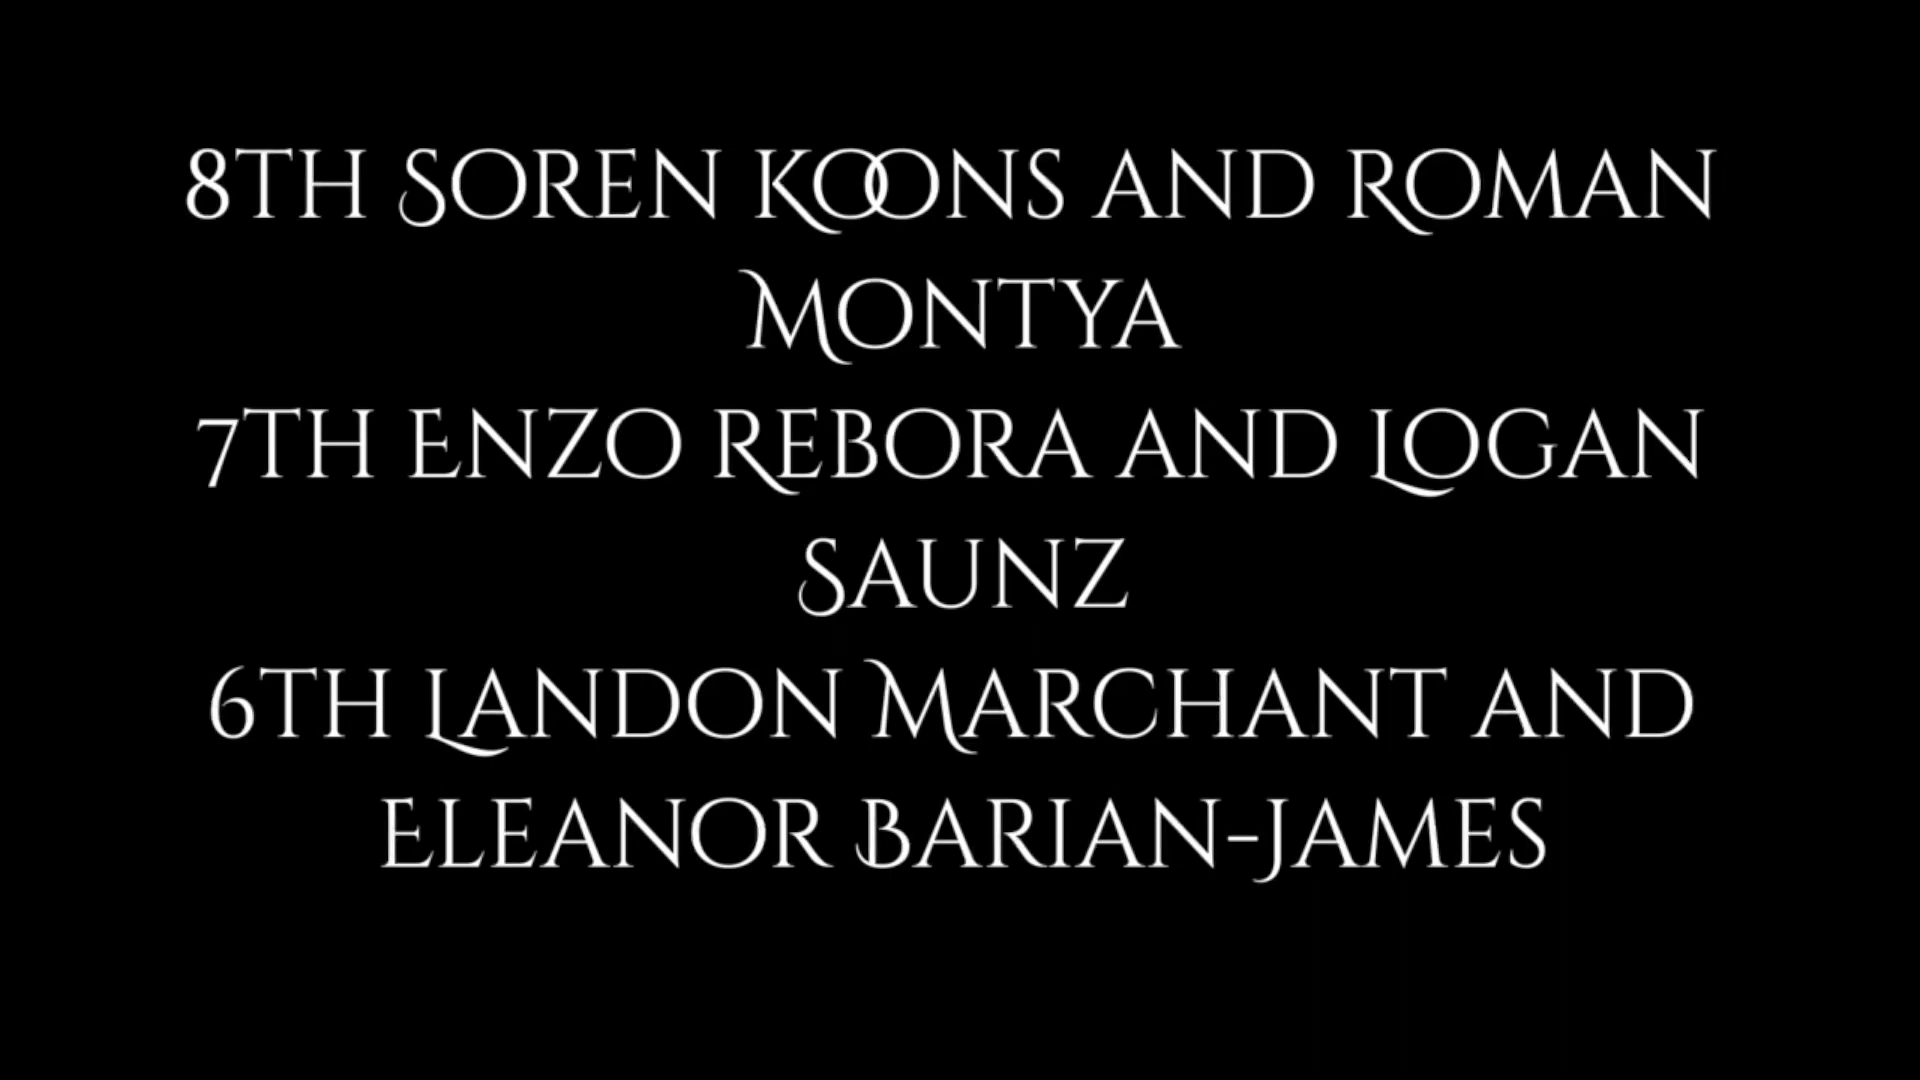 8th Soren Koons and Roman
Montya
7th Enzo Rebora and Logan
Saunz
6th Landon Marchant and
Eleanor Barian-James